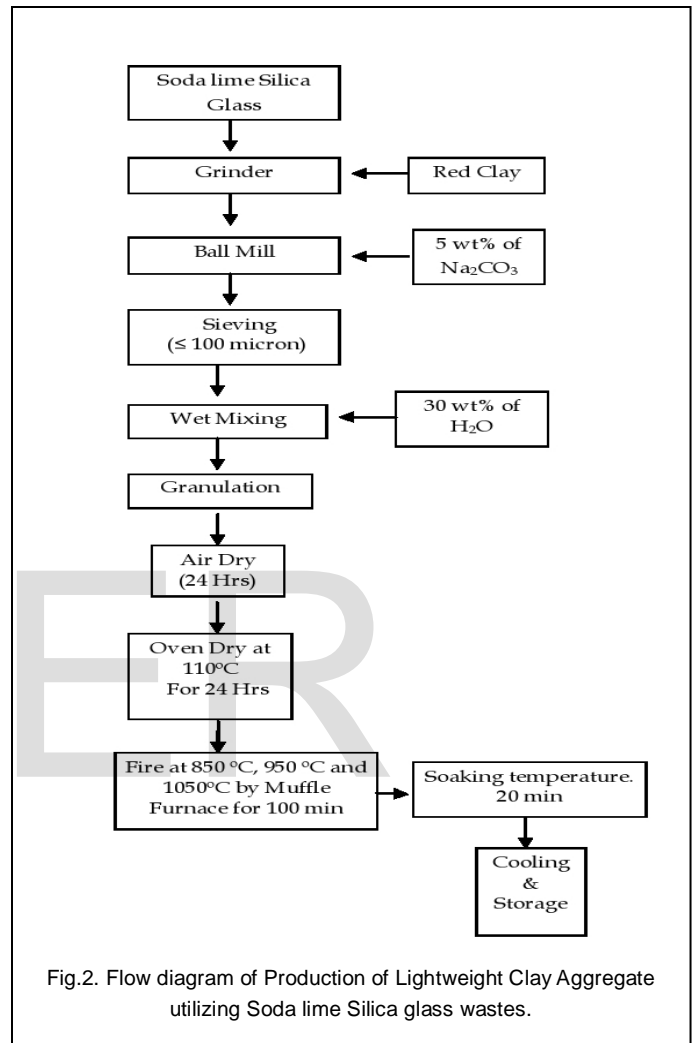 Soda lime Silica
Glass
Grinder
Red Clay
Ball Mill
5 wt% of
Na₂CO₃
Sieving
(≤ 100 micron)
Wet Mixing
30 wt% of
H₂O
Granulation
Air Dry
(24 Hrs)
Oven Dry at
110°C
For 24 Hrs
Fire at 850 °C, 950 °C and
1050°C by Muffle
Furnace for 100 min
Soaking temperature.
20 min
Cooling
&
Storage
ER
Fig.2. Flow diagram of Production of Lightweight Clay Aggregate
utilizing Soda lime Silica glass wastes.